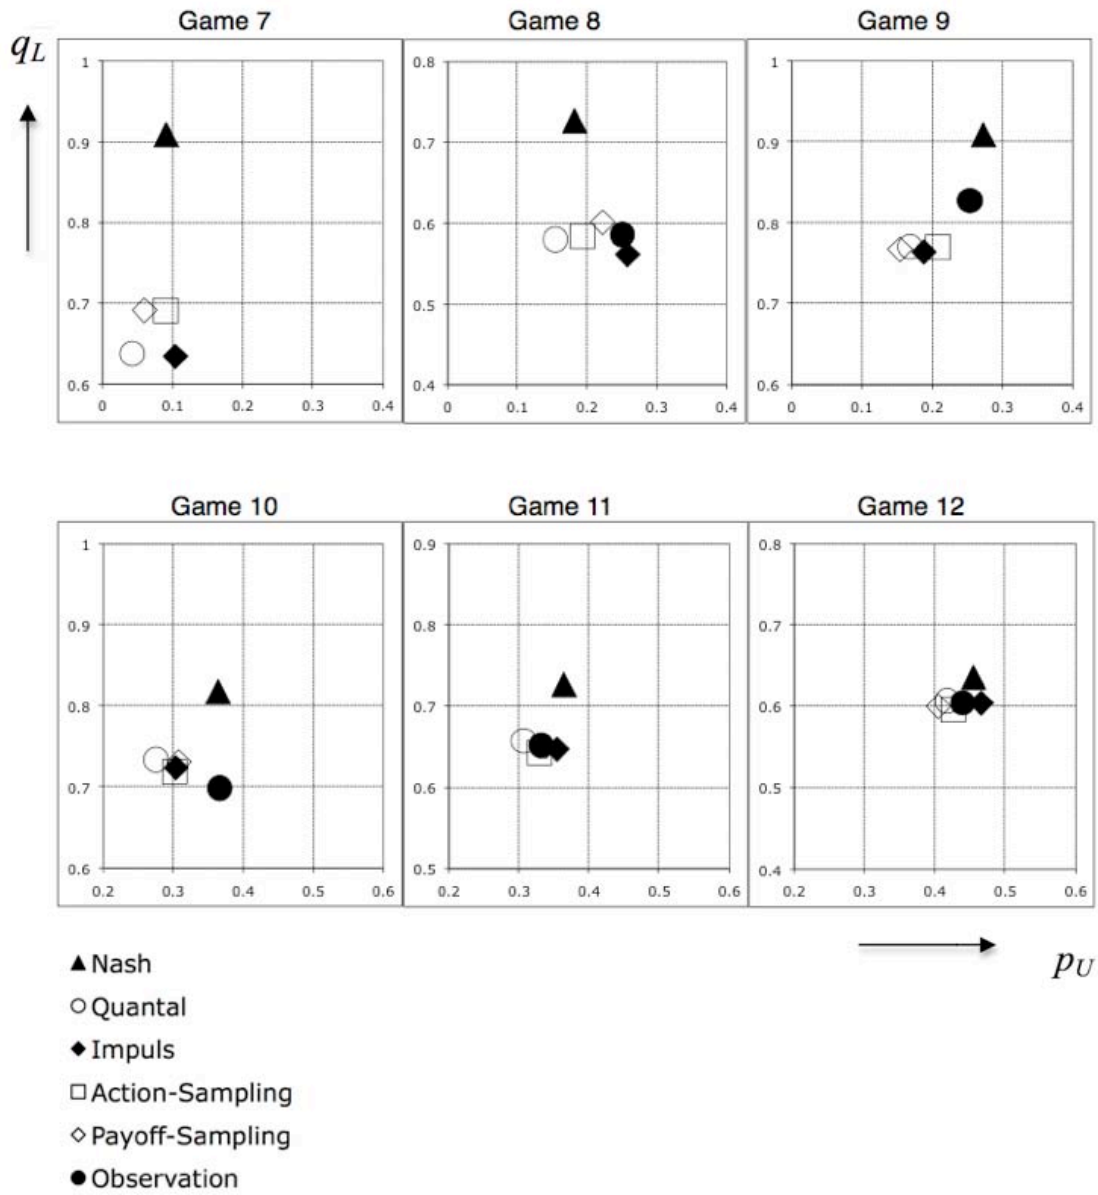 Game 7 Game 8 Game 9
q_L
1 0.8 1
0.9 0.7 0.9
0.8 0.6 0.8
0.7 0.5 0.7
0.6 0.4 0.6
0 0.1 0.2 0.3 0.4 0 0.1 0.2 0.3 0.4 0 0.1 0.2 0.3 0.4
Game 10 Game 11 Game 12
1 0.9 0.8
0.9 0.8 0.7
0.8 0.7 0.6
0.7 0.6 0.5
0.6 0.5 0.4
0.2 0.3 0.4 0.5 0.6 0.2 0.3 0.4 0.5 0.6 0.2 0.3 0.4 0.5 0.6
p_U
Nash
Quantal
Impuls
Action-Sampling
Payoff-Sampling
Observation